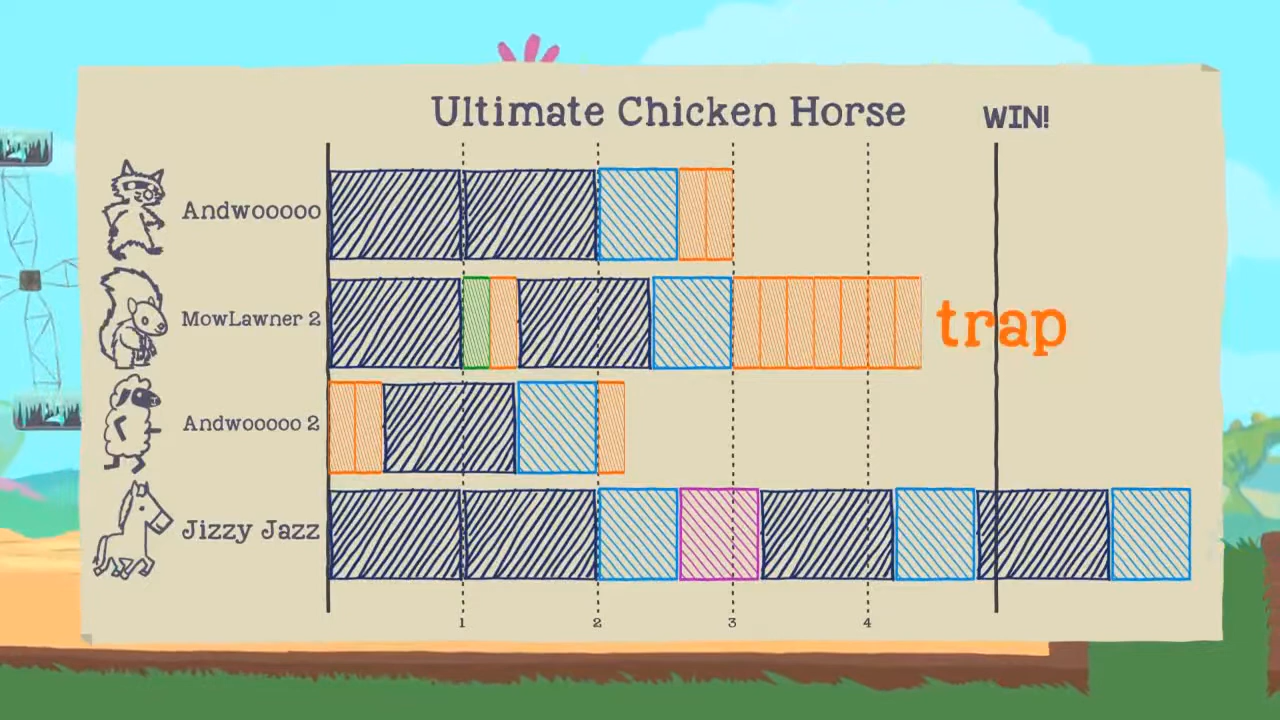 Ultimate Chicken Horse
WIN!
Andwooooo
MowLawner 2
trap
Andwooooo 2
Jizzy Jazz
1 2 3 4